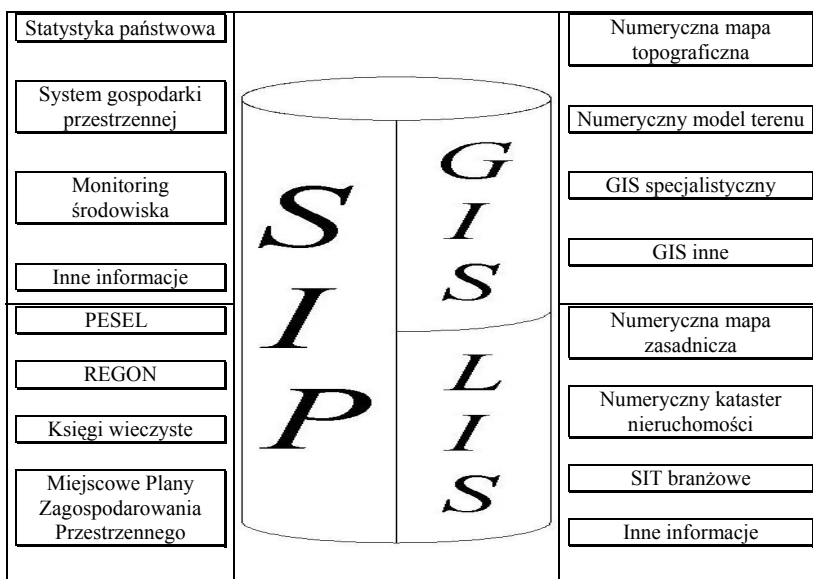 Statystyka państwowa
System gospodarki
przestrzennej
Monitoring
środowiska
Inne informacje
PESEL
REGON
Księgi wieczyste
Miejscowe Plany
Zagospodarowania
Przestrzennego
S
I
P
G
I
S
L
I
S
Numeryczna mapa
topograficzna
Numeryczny model terenu
GIS specjalistyczny
GIS inne
Numeryczna mapa
zasadnicza
Numeryczny kataster
nieruchomości
SIT branżowe
Inne informacje